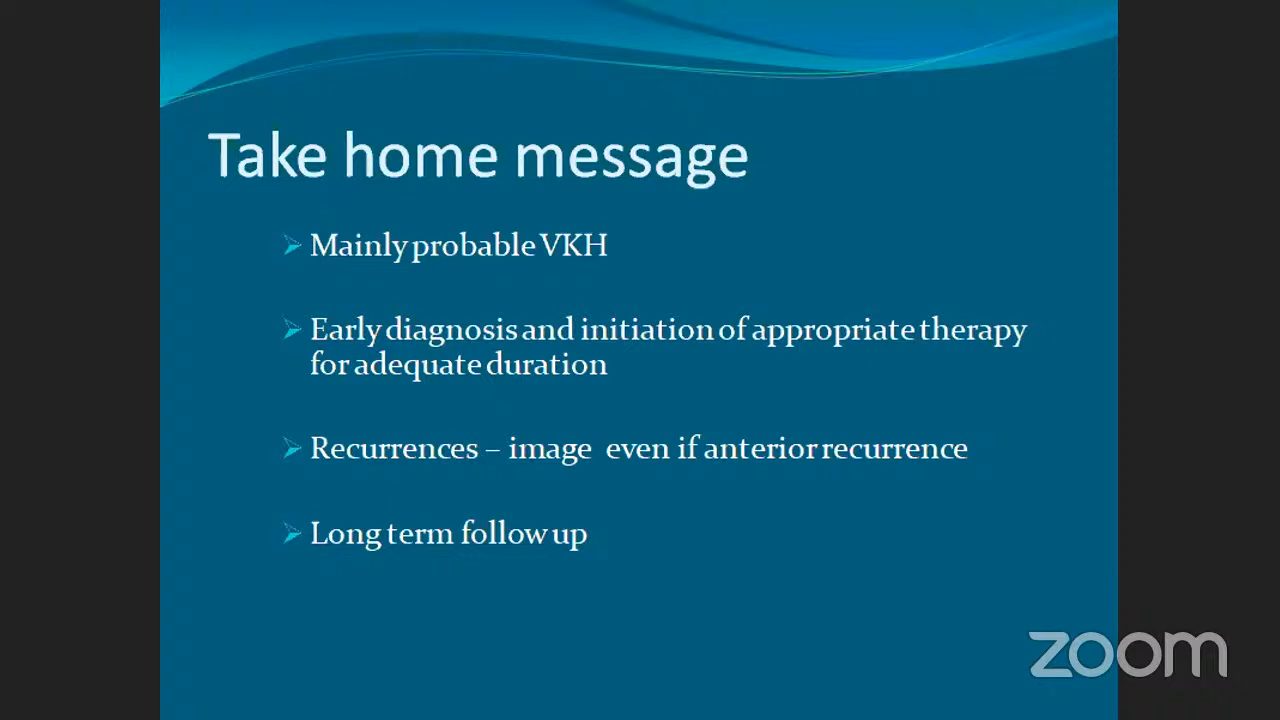 Take home message
Mainly probable VKH
Early diagnosis and initiation of appropriate therapy
for adequate duration
Recurrences – image even if anterior recurrence
Long term follow up
zoom